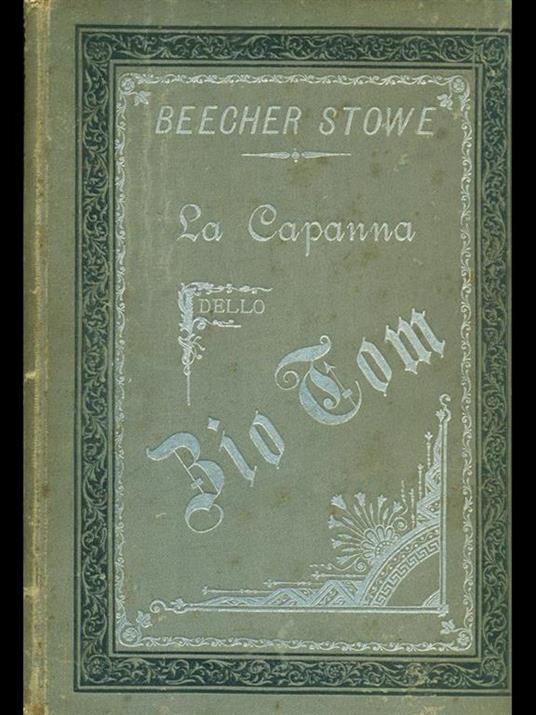 BEECHER STOWE
La Capanna
DELLO
Zio Tom